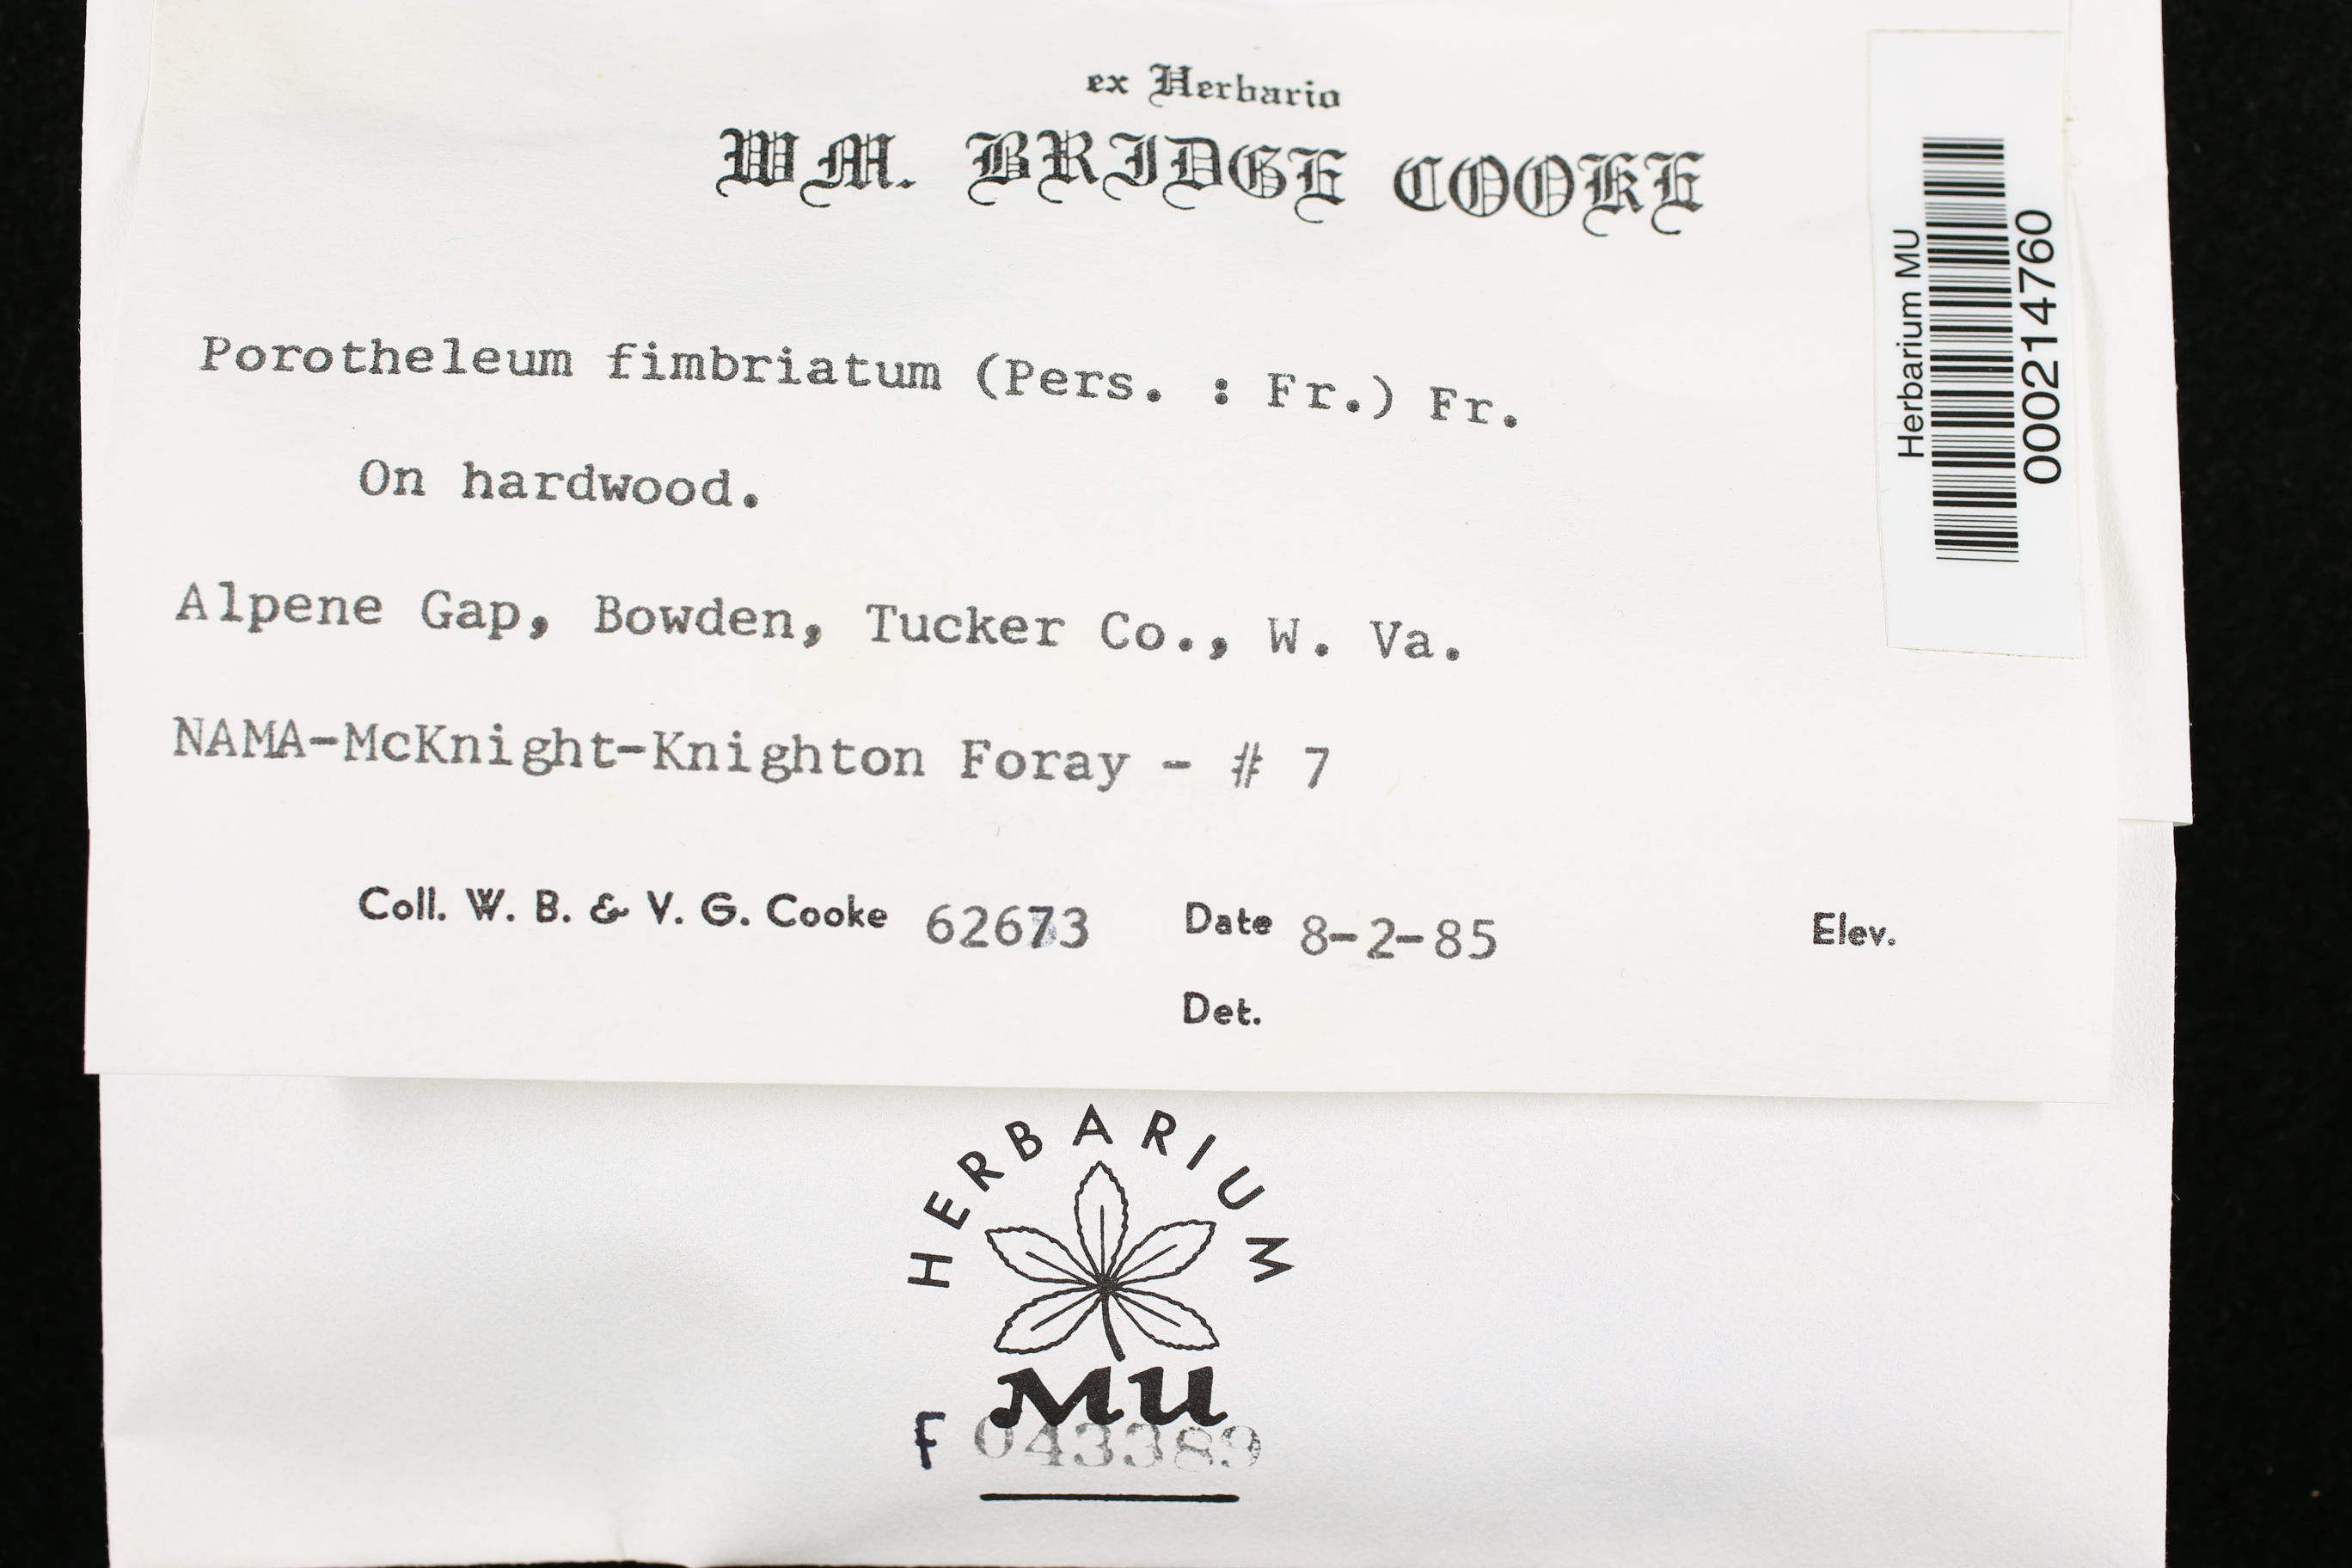 ex Herbario
WM. BRIDGE COOKE
Porotheleum fimbriatum (Pers. : Fr.) Fr.
On hardwood.
Alpene Gap, Bowden, Tucker Co., W. Va.
NAMA-McKnight-Knighton Foray - # 7
Coll. W. B. & V. G. Cooke 62673 Date 8-2-85 Elev.
Det.
Herbarium MU
000214760
HERBARIUM
MU
F 043389